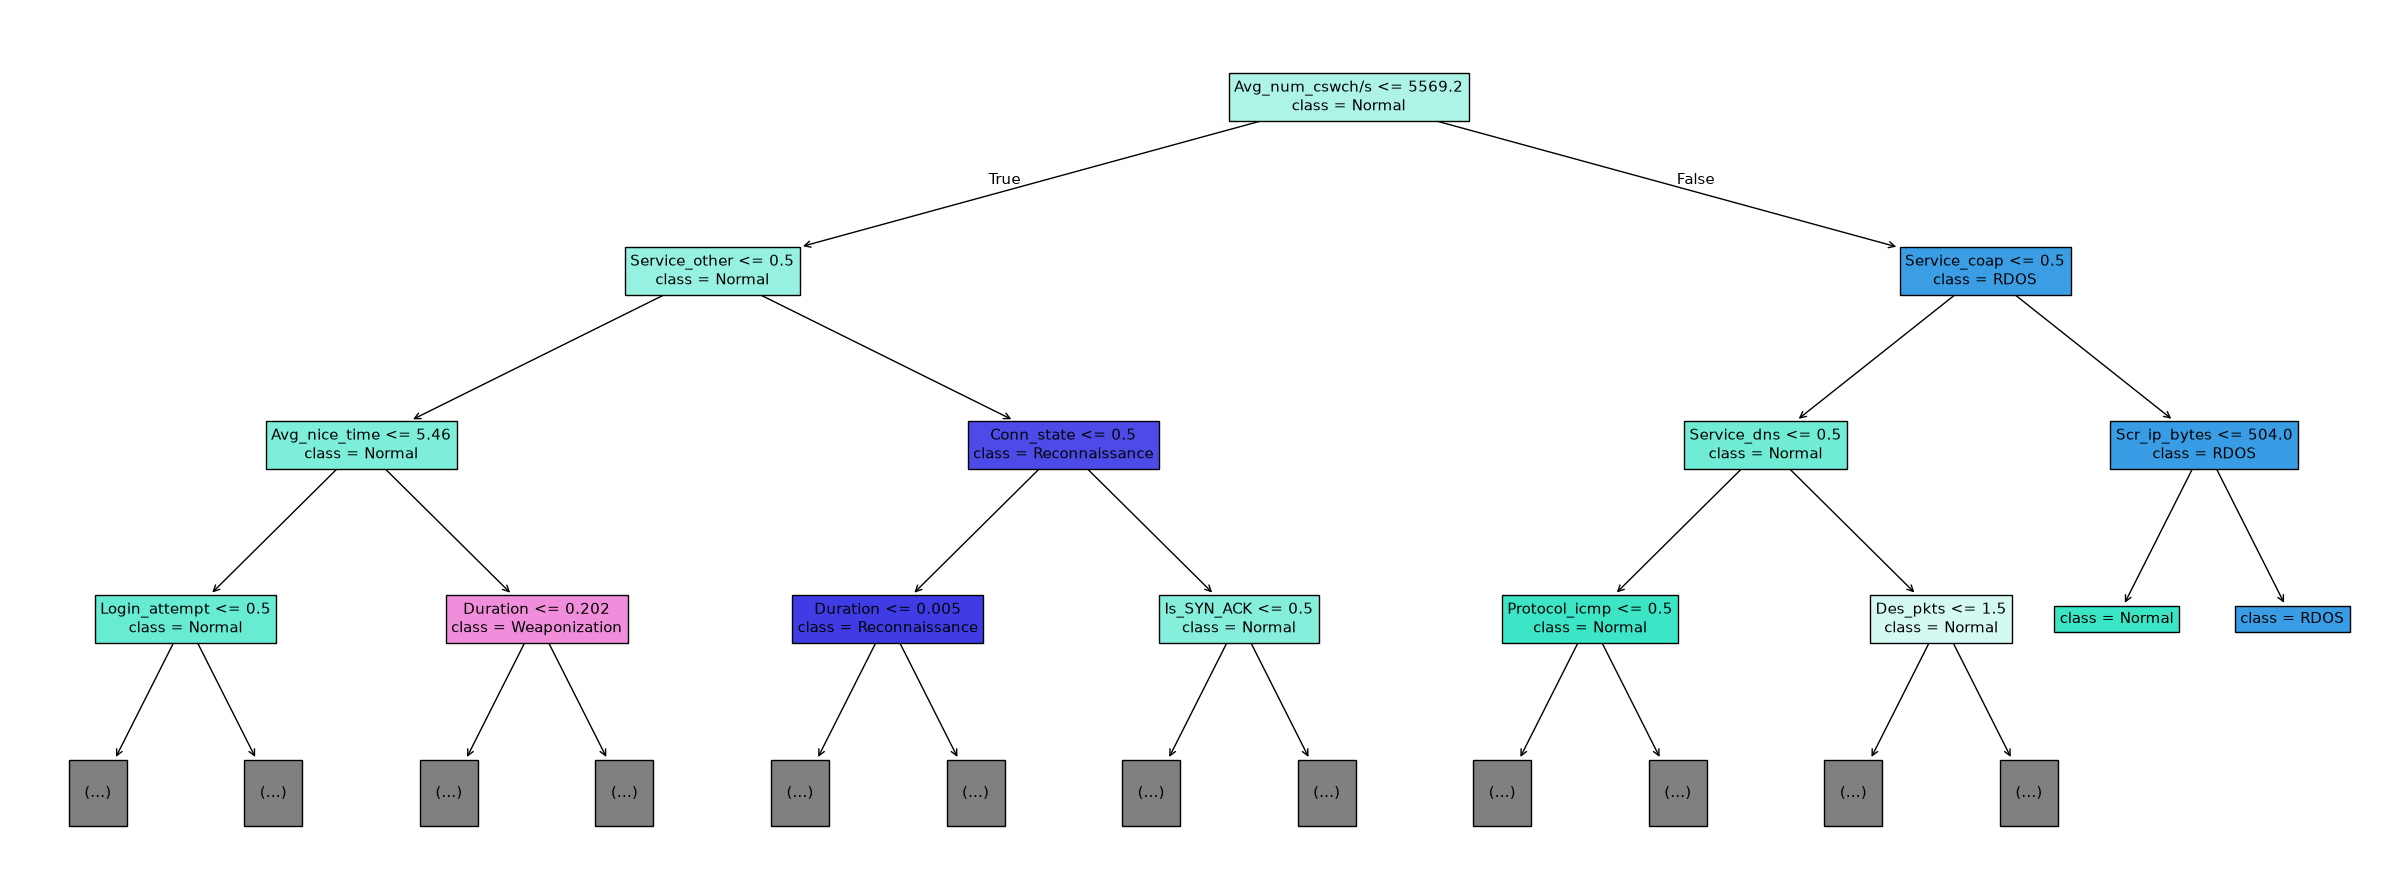 Avg_num_cswch/s <= 5569.2
class = Normal
True
False
Service_other <= 0.5
class = Normal
Service_coap <= 0.5
class = RDOS
Avg_nice_time <= 5.46
class = Normal
Conn_state <= 0.5
class = Reconnaissance
Service_dns <= 0.5
class = Normal
Scr_ip_bytes <= 504.0
class = RDOS
Login_attempt <= 0.5
class = Normal
Duration <= 0.202
class = Weaponization
Duration <= 0.005
class = Reconnaissance
Is_SYN_ACK <= 0.5
class = Normal
Protocol_icmp <= 0.5
class = Normal
Des_pkts <= 1.5
class = Normal
class = Normal
class = RDOS
(...)
(...)
(...)
(...)
(...)
(...)
(...)
(...)
(...)
(...)
(...)
(...)